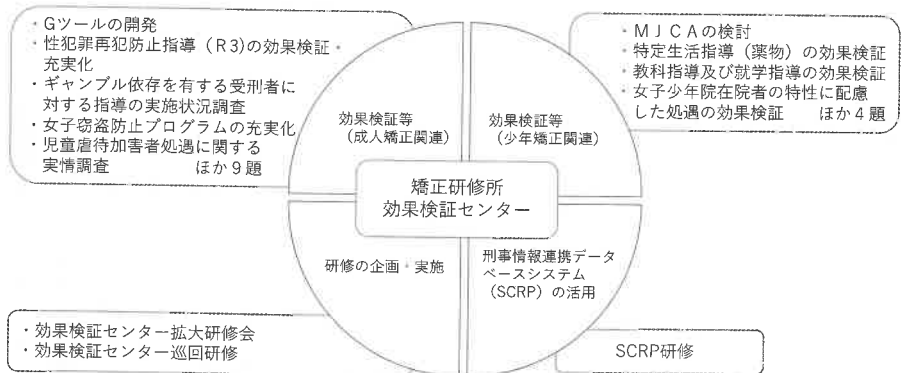 ・Gツールの開発
・性犯罪再犯防止指導（R3)の効果検証・
充実化
・ギャンブル依存を有する受刑者に
対する指導の実施状況調査
・女子窃盗防止プログラムの充実化
・児童虐待加害者処遇に関する
実情調査　　　ほか９題
・ＭＪＣＡの検討
・特定生活指導（薬物）の効果検証
・教科指導及び就学指導の効果検証
・女子少年院在院者の特性に配慮
した処遇の効果検証　　ほか４題
効果検証等
（成人矯正関連）
効果検証等
（少年矯正関連）
矯正研修所
効果検証センター
研修の企画・実施
刑事情報連携データ
ベースシステム
（SCRP）の活用
・効果検証センター拡大研修会
・効果検証センター巡回研修
SCRP研修